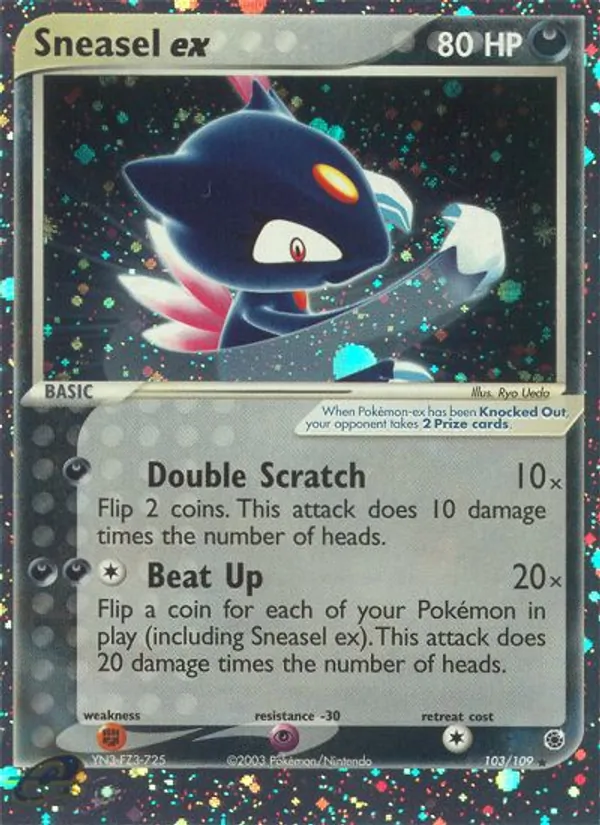 Sneasel ex
80 HP
BASIC
Illus. Ryo Ueda
When Pokémon-ex has been Knocked Out,
your opponent takes 2 Prize cards.
Double Scratch 10×
Flip 2 coins. This attack does 10 damage
times the number of heads.
Beat Up 20×
Flip a coin for each of your Pokémon in
play (including Sneasel ex). This attack does
20 damage times the number of heads.
weakness resistance -30 retreat cost
YN3-FZ3-725 ©2003 Pokémon/Nintendo 103/109